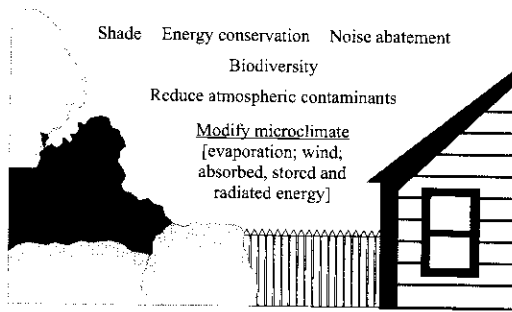 Shade Energy conservation Noise abatement
Biodiversity
Reduce atmospheric contaminants
Modify microclimate
[evaporation; wind;
absorbed, stored and
radiated energy]